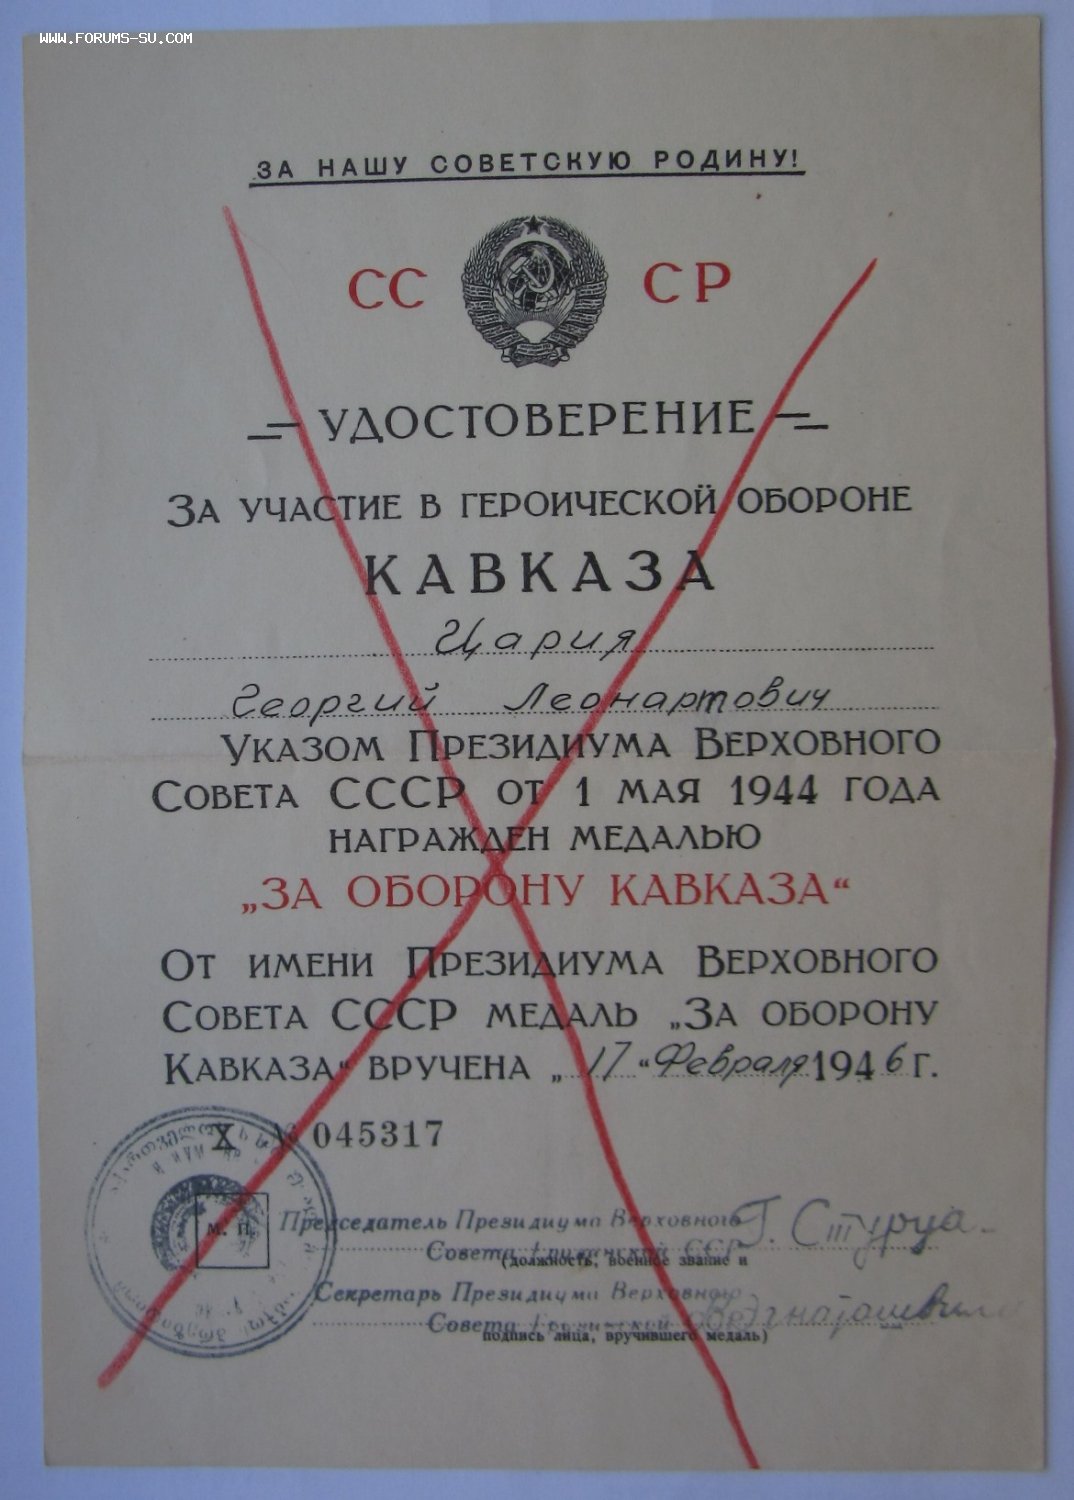 WWW.FORUMS-SU.COM
ЗА НАШУ СОВЕТСКУЮ РОДИНУ!
СС СР
УДОСТОВЕРЕНИЕ
ЗА УЧАСТИЕ В ГЕРОИЧЕСКОЙ ОБОРОНЕ
КАВКАЗА
Цария
Георгий Леонартович
УКАЗОМ ПРЕЗИДИУМА ВЕРХОВНОГО
СОВЕТА СССР ОТ 1 МАЯ 1944 ГОДА
НАГРАЖДЕН МЕДАЛЬЮ
„ЗА ОБОРОНУ КАВКАЗА“
ОТ ИМЕНИ ПРЕЗИДИУМА ВЕРХОВНОГО
СОВЕТА СССР МЕДАЛЬ „ЗА ОБОРОНУ
КАВКАЗА“ ВРУЧЕНА „17“ Февраля 1946 Г.
X № 045317
М. П.
Председатель Президиума Верховного Г. Стуруа
Совета Грузинской ССР
(должность, военное звание и
Секретарь Президиума Верховного
Совета Грузинской ССР
подпись лица, вручившего медаль)